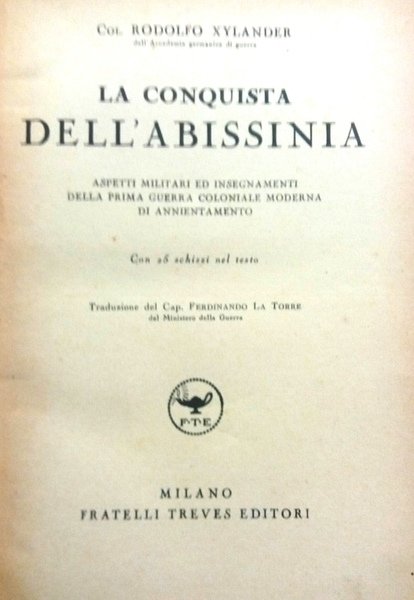 COL. RODOLFO XYLANDER
dell'Accademia germanica di guerra
LA CONQUISTA
DELL'ABISSINIA
ASPETTI MILITARI ED INSEGNAMENTI
DELLA PRIMA GUERRA COLONIALE MODERNA
DI ANNIENTAMENTO
Con 28 schizzi nel testo
Traduzione del Cap. FERDINANDO LA TORRE
del Ministero della Guerra
F·T·E
MILANO
FRATELLI TREVES EDITORI